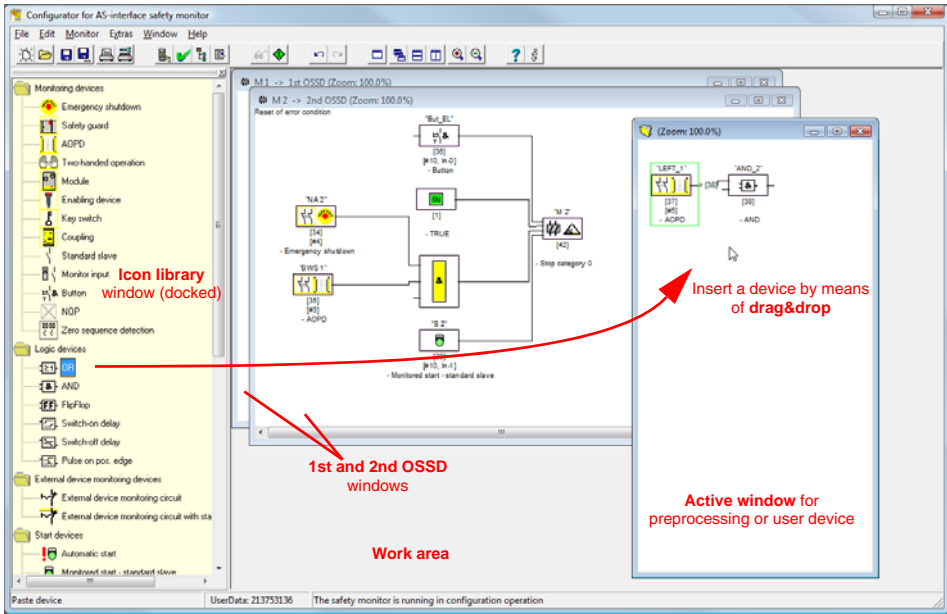 Configurator for AS-interface safety monitor
File Edit Monitor Extras Window Help
Monitoring devices
Emergency shutdown
Safety guard
AOPD
Two-handed operation
Module
Enabling device
Key switch
Coupling
Standard slave
Monitor input
Button
NOP
Zero sequence detection
Logic devices
OR
AND
FlipFlop
Switch-on delay
Switch-off delay
Pulse on pos. edge
External device monitoring devices
External device monitoring circuit
External device monitoring circuit with sta
Start devices
Automatic start
Monitored start - standard slave
Icon library
window (docked)
M 1 -> 1st OSSD (Zoom: 100.0%)
M 2 -> 2nd OSSD (Zoom: 100.0%)
Reset of error condition
"But_EL"
[36]
[#10, In-0]
- Button
[1]
- TRUE
"NA 2"
[34]
[#4]
- Emergency shutdown
"BWS 1"
[35]
[#3]
- AOPD
&
"S 2"
[#10, In-1]
- Monitored start - standard slave
"M 2"
[#2]
- Stop category 0
(Zoom: 100.0%)
"LEFT_1"
[37]
[#5]
- AOPD
[38]
"AND_2"
&
[39]
- AND
Insert a device by means
of drag&drop
1st and 2nd OSSD
windows
Active window for
preprocessing or user device
Work area
Paste device
UserData: 213753136
The safety monitor is running in configuration operation